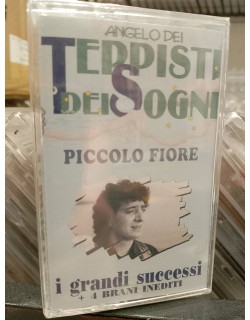 ANGELO DEI
TEPPISTI
DEI SOGNI
PICCOLO FIORE
i grandi successi
+ 4 BRANI INEDITI